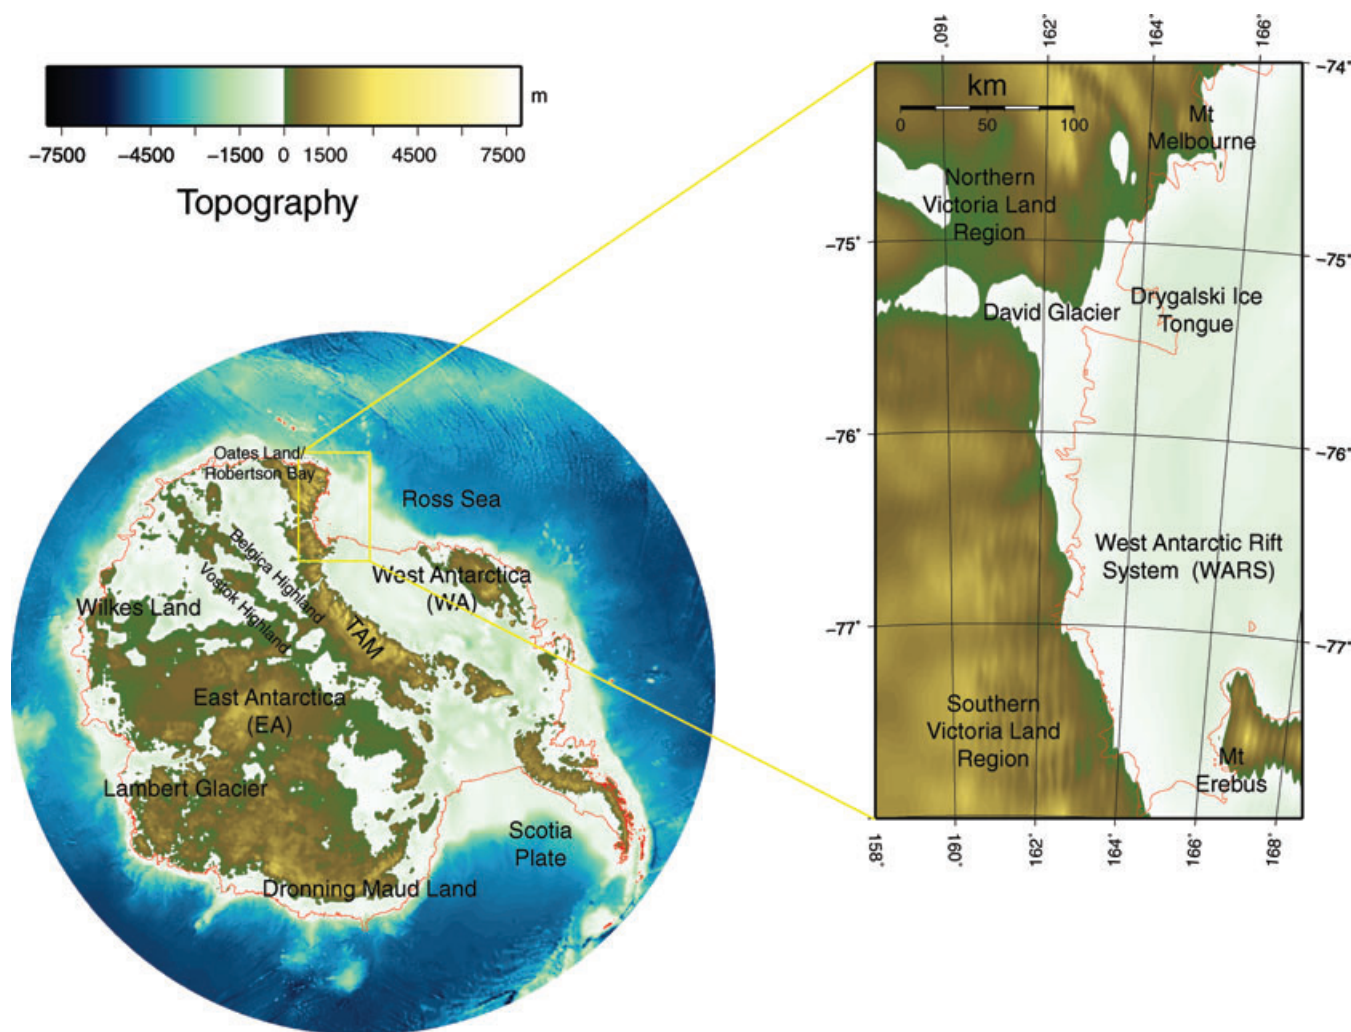 −7500 −4500 −1500 0 1500 4500 7500
m
Topography
Oates Land/
Robertson Bay
Ross Sea
Belgica Highland
Vostok Highland
West Antarctica
(WA)
Wilkes Land
TAM
East Antarctica
(EA)
Lambert Glacier
Scotia
Plate
Dronning Maud Land
160° 162° 164° 166°
−74°
km
0 50 100
Mt
Melbourne
Northern
Victoria Land
Region
−75° −75°
David Glacier
Drygalski Ice
Tongue
−76° −76°
West Antarctic Rift
System (WARS)
−77° −77°
Southern
Victoria Land
Region
Mt
Erebus
158° 160° 162° 164° 166° 168°